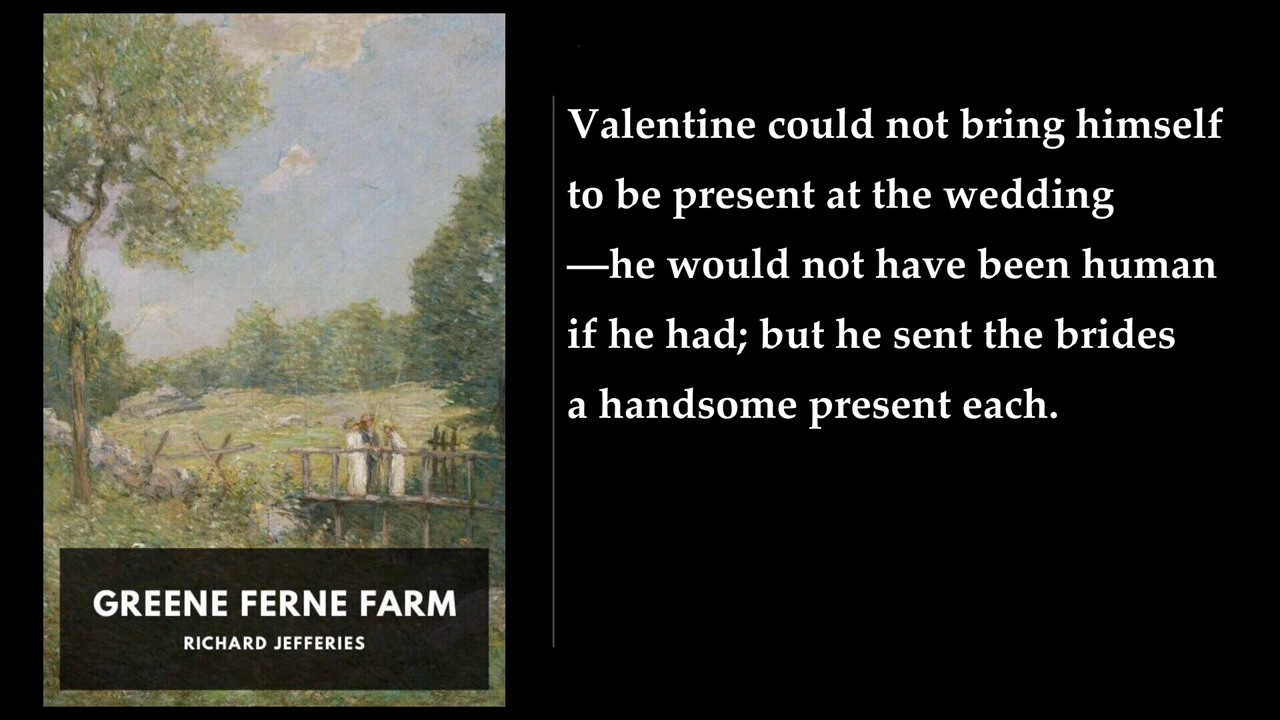 Valentine could not bring himself
to be present at the wedding
—he would not have been human
if he had; but he sent the brides
a handsome present each.
GREENE FERNE FARM
RICHARD JEFFERIES